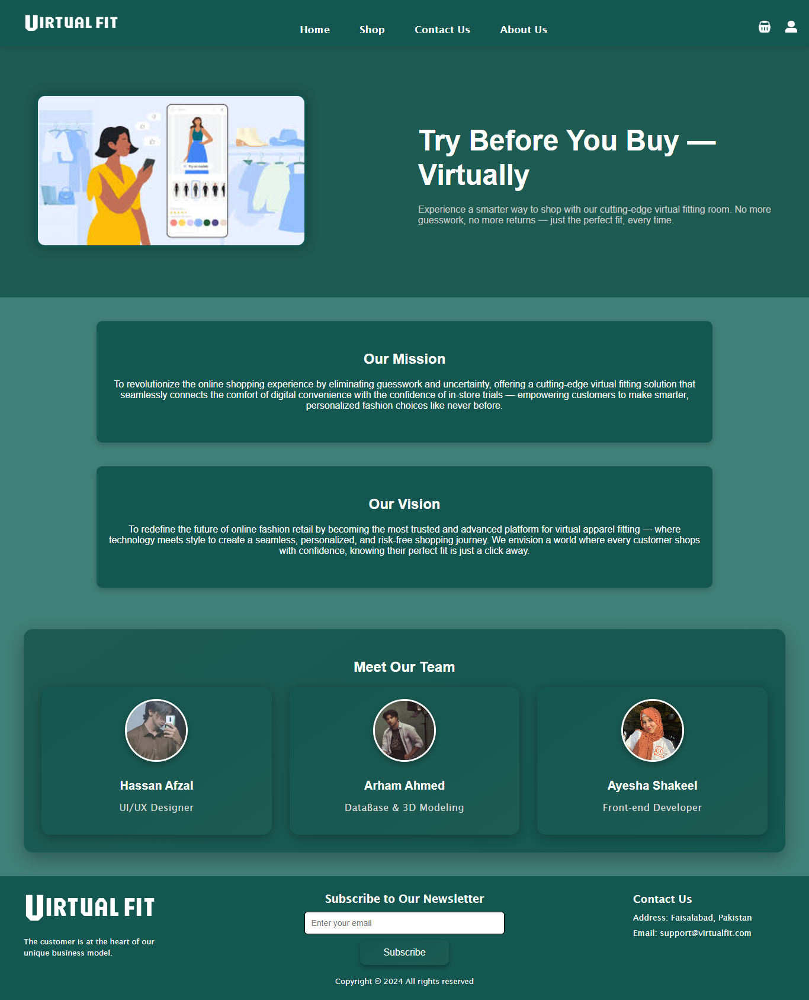 VIRTUAL FIT
Home Shop Contact Us About Us
Try Before You Buy —
Virtually
Experience a smarter way to shop with our cutting-edge virtual fitting room. No more
guesswork, no more returns — just the perfect fit, every time.
Our Mission
To revolutionize the online shopping experience by eliminating guesswork and uncertainty, offering a cutting-edge virtual fitting solution that
seamlessly connects the comfort of digital convenience with the confidence of in-store trials — empowering customers to make smarter,
personalized fashion choices like never before.
Our Vision
To redefine the future of online fashion retail by becoming the most trusted and advanced platform for virtual apparel fitting — where
technology meets style to create a seamless, personalized, and risk-free shopping journey. We envision a world where every customer shops
with confidence, knowing their perfect fit is just a click away.
Meet Our Team
Hassan Afzal
UI/UX Designer
Arham Ahmed
DataBase & 3D Modeling
Ayesha Shakeel
Front-end Developer
VIRTUAL FIT
The customer is at the heart of our
unique business model.
Subscribe to Our Newsletter
Enter your email
Subscribe
Copyright © 2024 All rights reserved
Contact Us
Address: Faisalabad, Pakistan
Email: support@virtualfit.com